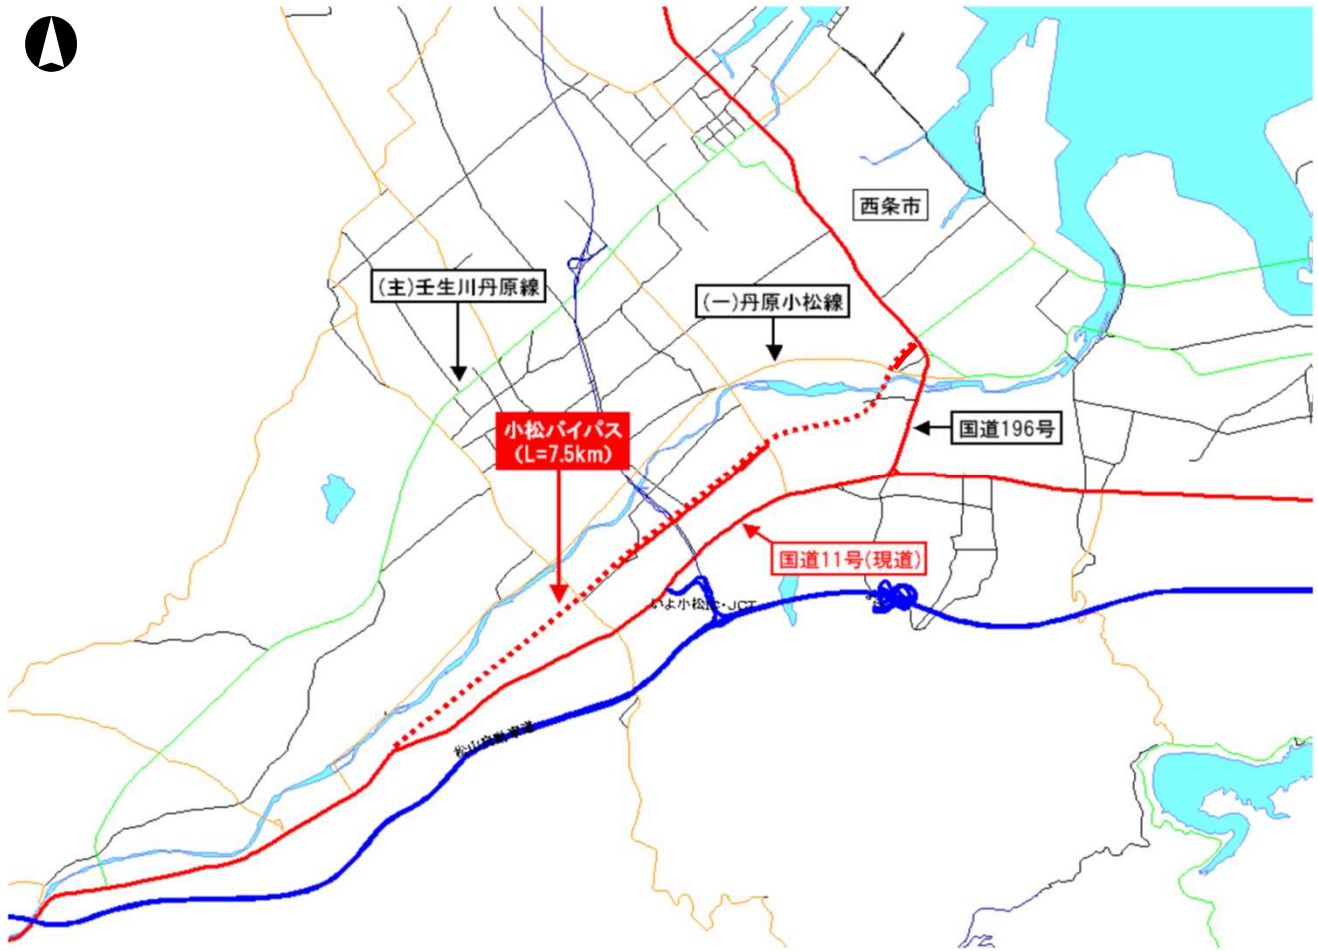 西条市
(主)壬生川丹原線
(一)丹原小松線
小松バイパス
(L=7.5km)
国道196号
国道11号(現道)
いよ小松IC・JCT
松山自動車道